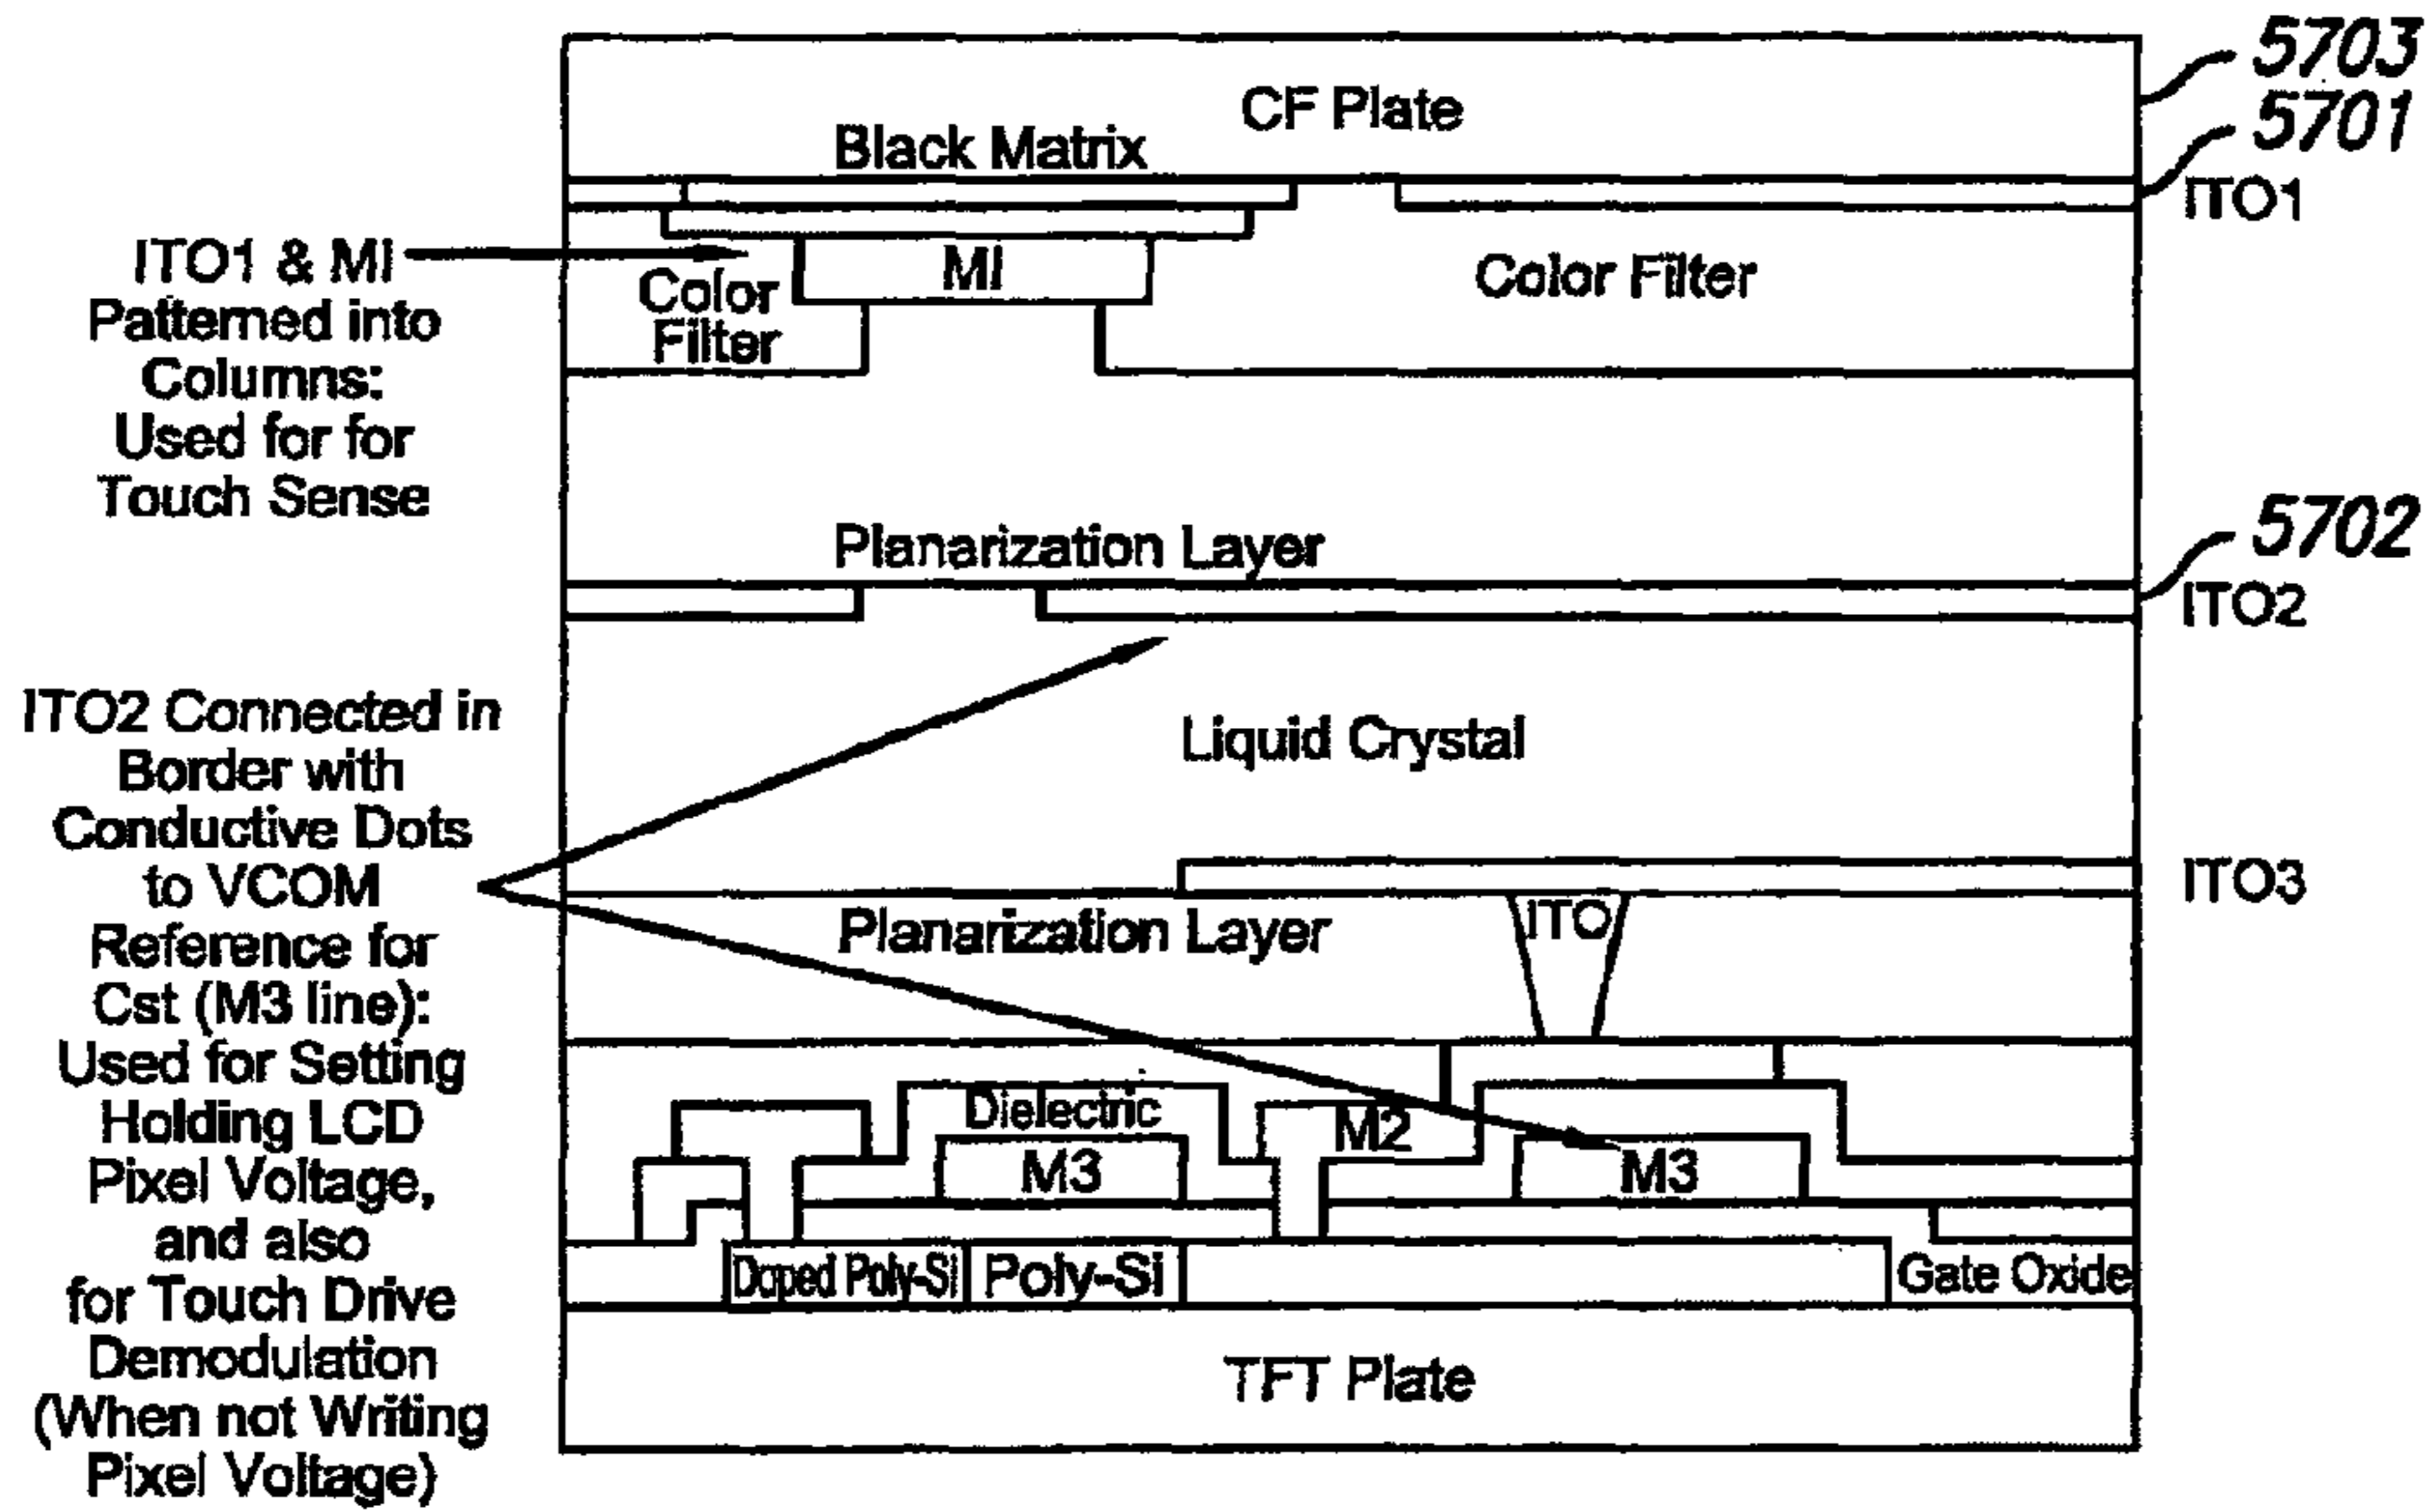 5703
CF Plate
5701
Black Matrix
ITO1
ITO1 & MI
Patterned into
Columns:
Used for for
Touch Sense
MI
Color
Filter
Color Filter
5702
Planarization Layer
ITO2
ITO2 Connected in
Border with
Conductive Dots
to VCOM
Reference for
Cst (M3 line):
Used for Setting
Holding LCD
Pixel Voltage,
and also
for Touch Drive
Demodulation
(When not Writing
Pixel Voltage)
Liquid Crystal
ITO3
Planarization Layer
ITO
Dielectric
M2
M3
M3
Doped Poly-Si
Poly-Si
Gate Oxide
TFT Plate